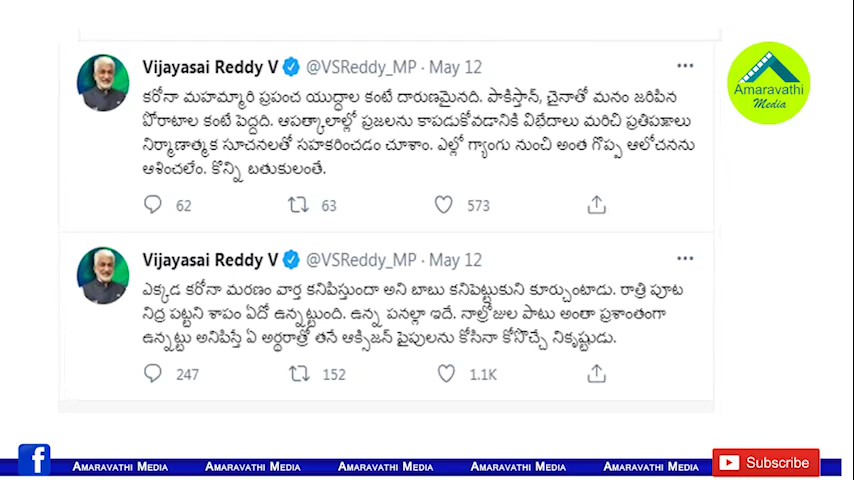 Vijayasai Reddy V @VSReddy_MP · May 12
కరోనా మహమ్మారి ప్రపంచ యుద్ధాల కంటే దారుణమైనది. పాకిస్తాన్, చైనాతో మనం జరిపిన
పోరాటాల కంటే పెద్దది. ఆపత్కాలాల్లో ప్రజలను కాపడుకోవడానికి విభేదాలు మరిచి ప్రతిపక్షాలు
నిర్మాణాత్మక సూచనలతో సహకరించడం చూశాం. ఎల్లో గ్యాంగు నుంచి అంత గొప్ప ఆలోచనను
ఆశించలేం. కొన్ని బతుకులంతే.
62 63 573
Vijayasai Reddy V @VSReddy_MP · May 12
ఎక్కడ కరోనా మరణం వార్త కనిపిస్తుందా అని బాబు కనిపెట్టుకుని కూర్చుంటాడు. రాత్రి పూట
నిద్ర పట్టని శాపం ఏదో ఉన్నట్టుంది. ఉన్న పనల్లా ఇదే. నాల్రోజుల పాటు అంతా ప్రశాంతంగా
ఉన్నట్టు అనిపిస్తే ఏ అర్థరాత్రో తనే ఆక్సిజన్ పైపులను కోసినా కోసొచ్చే నికృష్టుడు.
247 152 1.1K
Amaravathi
Media
f AMARAVATHI MEDIA AMARAVATHI MEDIA AMARAVATHI MEDIA AMARAVATHI MEDIA AMARAVATHI MEDIA Subscribe